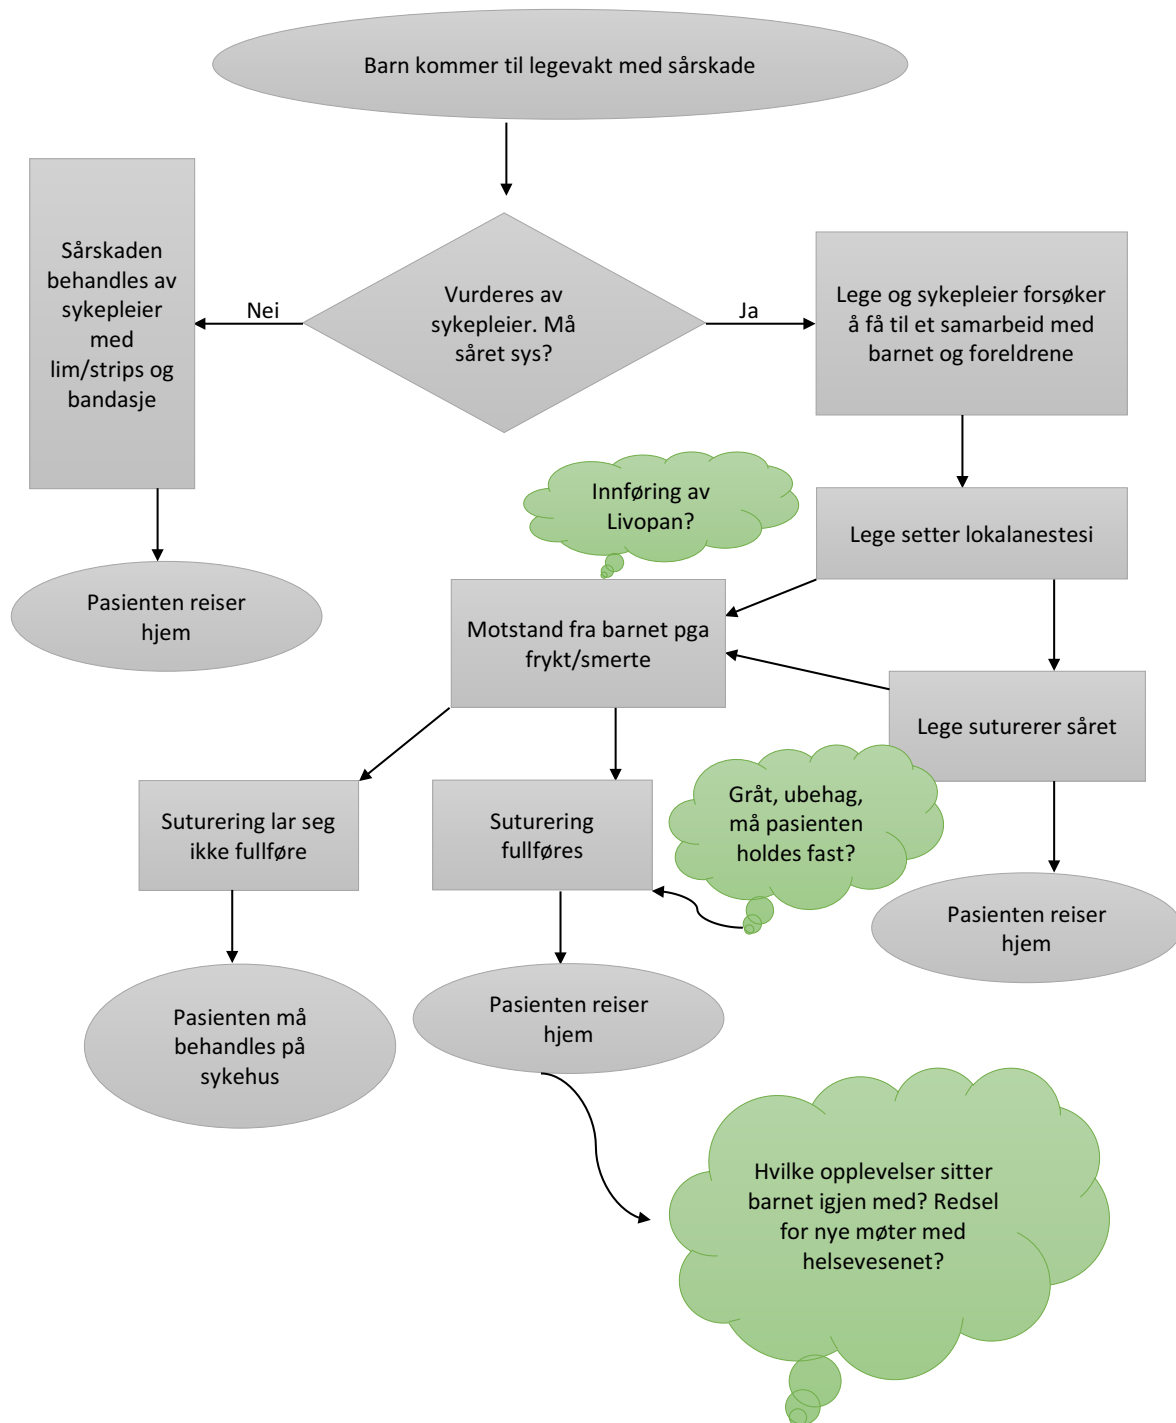 Barn kommer til legevakt med sårskade
Sårskaden
behandles av
sykepleier
med
lim/strips og
bandasje
Nei
Vurderes av
sykepleier. Må
såret sys?
Ja
Lege og sykepleier forsøker
å få til et samarbeid med
barnet og foreldrene
Innføring av
Livopan?
Lege setter lokalanestesi
Pasienten reiser
hjem
Motstand fra barnet pga
frykt/smerte
Lege suturerer såret
Suturering lar seg
ikke fullføre
Suturering
fullføres
Gråt, ubehag,
må pasienten
holdes fast?
Pasienten reiser
hjem
Pasienten må
behandles på
sykehus
Pasienten reiser
hjem
Hvilke opplevelser sitter
barnet igjen med? Redsel
for nye møter med
helsevesenet?